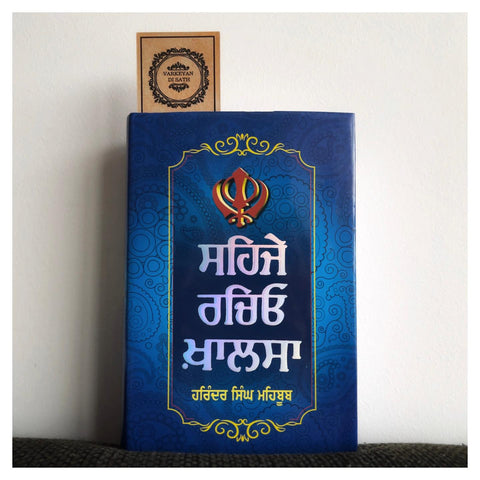 VARKEYAN
DI SATH
ਸਹਿਜੇ
ਰਚਿਓ
ਖ਼ਾਲਸਾ
ਹਰਿੰਦਰ ਸਿੰਘ ਮਹਿਬੂਬ